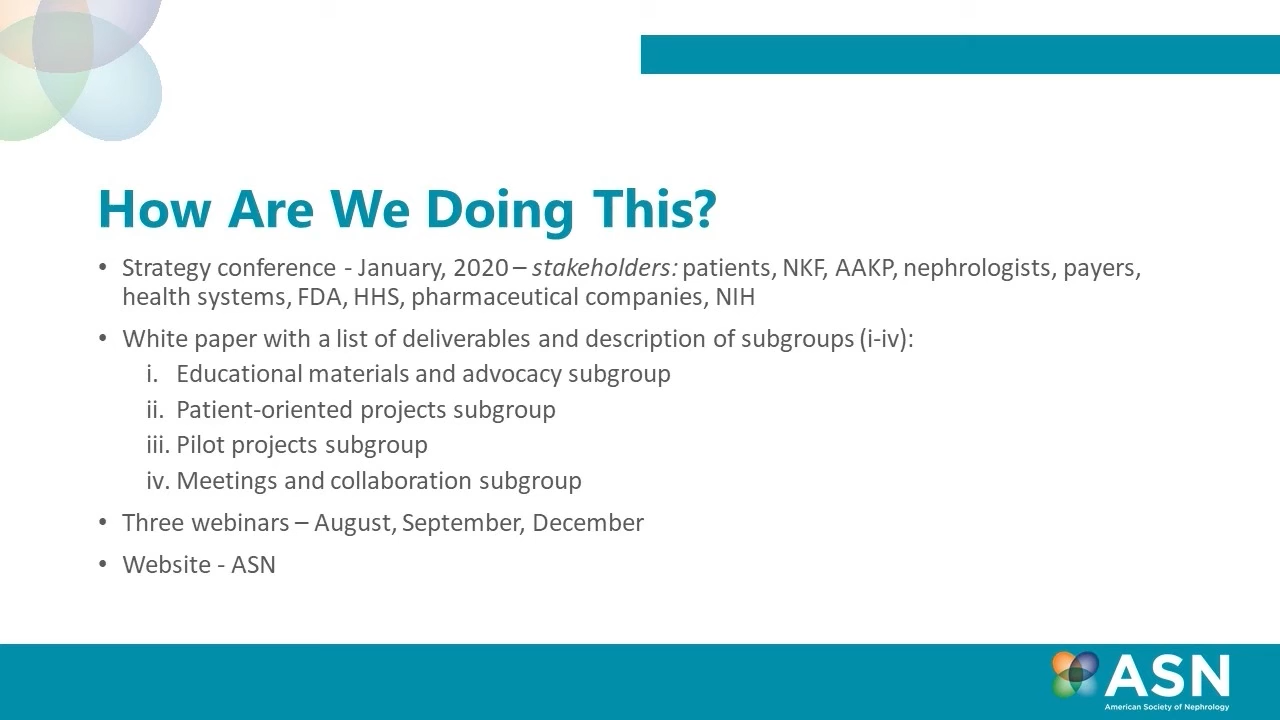 How Are We Doing This?
• Strategy conference - January, 2020 – stakeholders: patients, NKF, AAKP, nephrologists, payers,
health systems, FDA, HHS, pharmaceutical companies, NIH
• White paper with a list of deliverables and description of subgroups (i-iv):
i. Educational materials and advocacy subgroup
ii. Patient-oriented projects subgroup
iii. Pilot projects subgroup
iv. Meetings and collaboration subgroup
• Three webinars – August, September, December
• Website - ASN
ASN
American Society of Nephrology